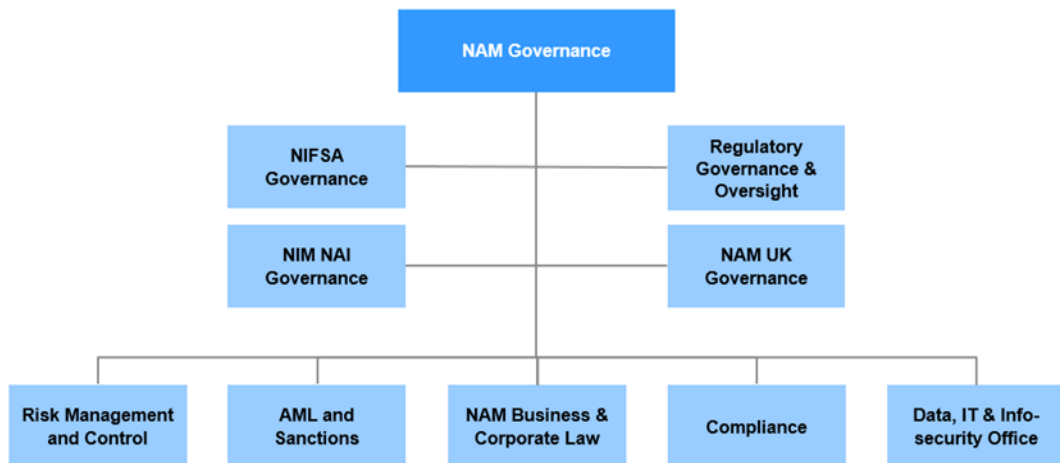 NAM Governance
NIFSA
Governance
Regulatory
Governance &
Oversight
NIM NAI
Governance
NAM UK
Governance
Risk Management
and Control
AML and
Sanctions
NAM Business &
Corporate Law
Compliance
Data, IT & Info-
security Office